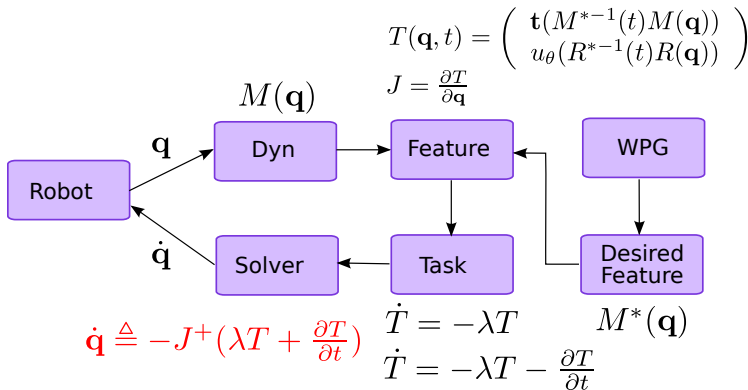 T(𝐪, t) = ( 𝐭(M*⁻¹(t)M(𝐪))
u_θ(R*⁻¹(t)R(𝐪)) )
J = ∂T/∂𝐪
M(𝐪)
𝐪
Dyn
Feature
WPG
Robot
𝐪̇
Solver
Task
Desired
Feature
M*(𝐪)
𝐪̇ ≜ −J⁺(λT + ∂T/∂t)
Ṫ = −λT
Ṫ = −λT − ∂T/∂t